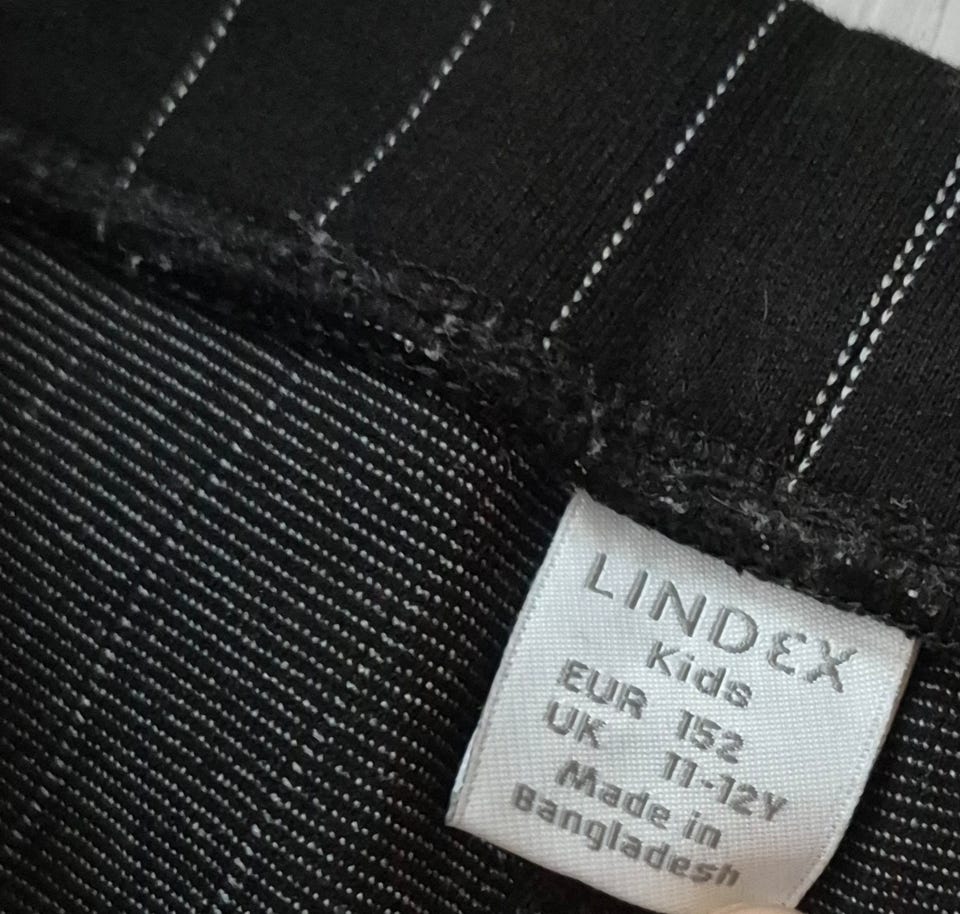 LINDEX
Kids
EUR 152
UK 11-12Y
Made in
Bangladesh